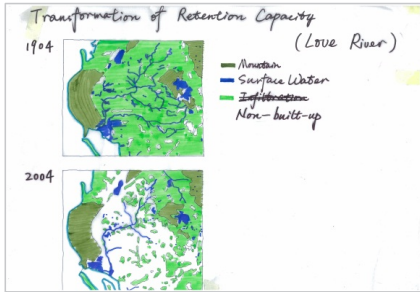 Transformation of Retention Capacity
(Love River)
1904
Mountain
Surface Water
Infiltration
Non-built-up
2004